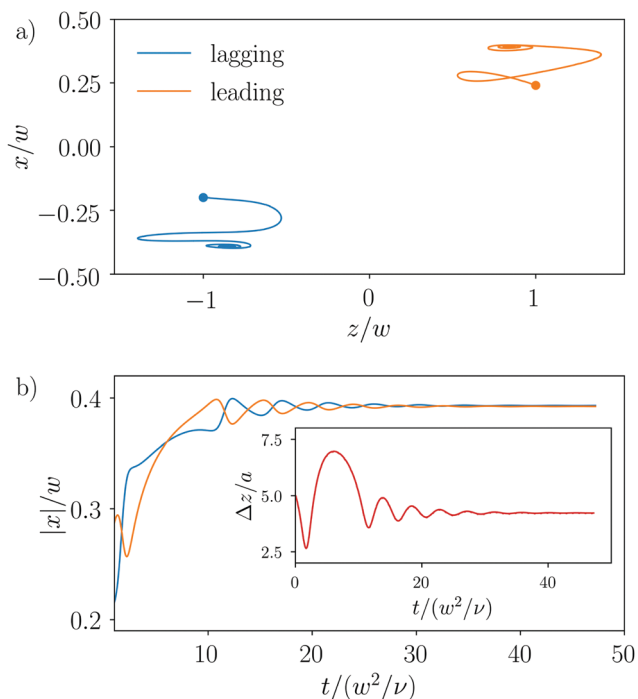 a)
0.50
0.25
0.00
−0.25
−0.50
x/w
lagging
leading
−1
0
1
z/w
b)
0.4
0.3
0.2
|x|/w
7.5
5.0
2.5
Δz/a
0
20
40
t/(w²/ν)
10
20
30
40
50
t/(w²/ν)